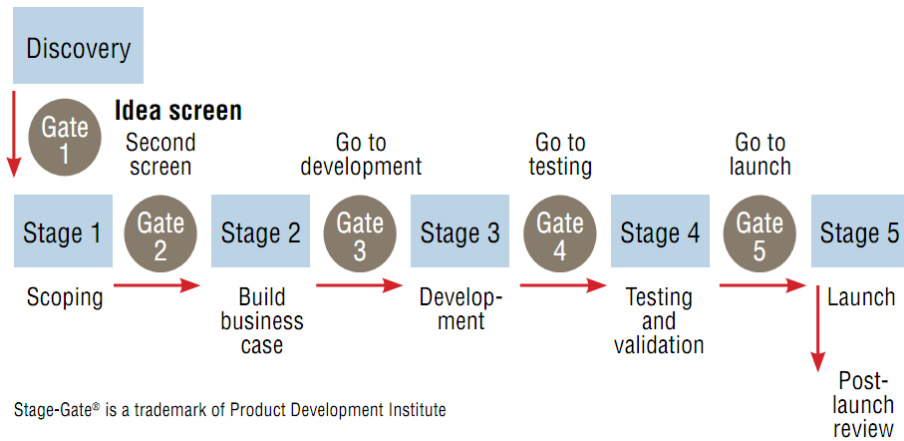 Discovery
Gate
1
Idea screen
Second
screen
Go to
development
Go to
testing
Go to
launch
Stage 1
Gate
2
Stage 2
Gate
3
Stage 3
Gate
4
Stage 4
Gate
5
Stage 5
Scoping
Build
business
case
Develop-
ment
Testing
and
validation
Launch
Post-
launch
review
Stage-Gate® is a trademark of Product Development Institute